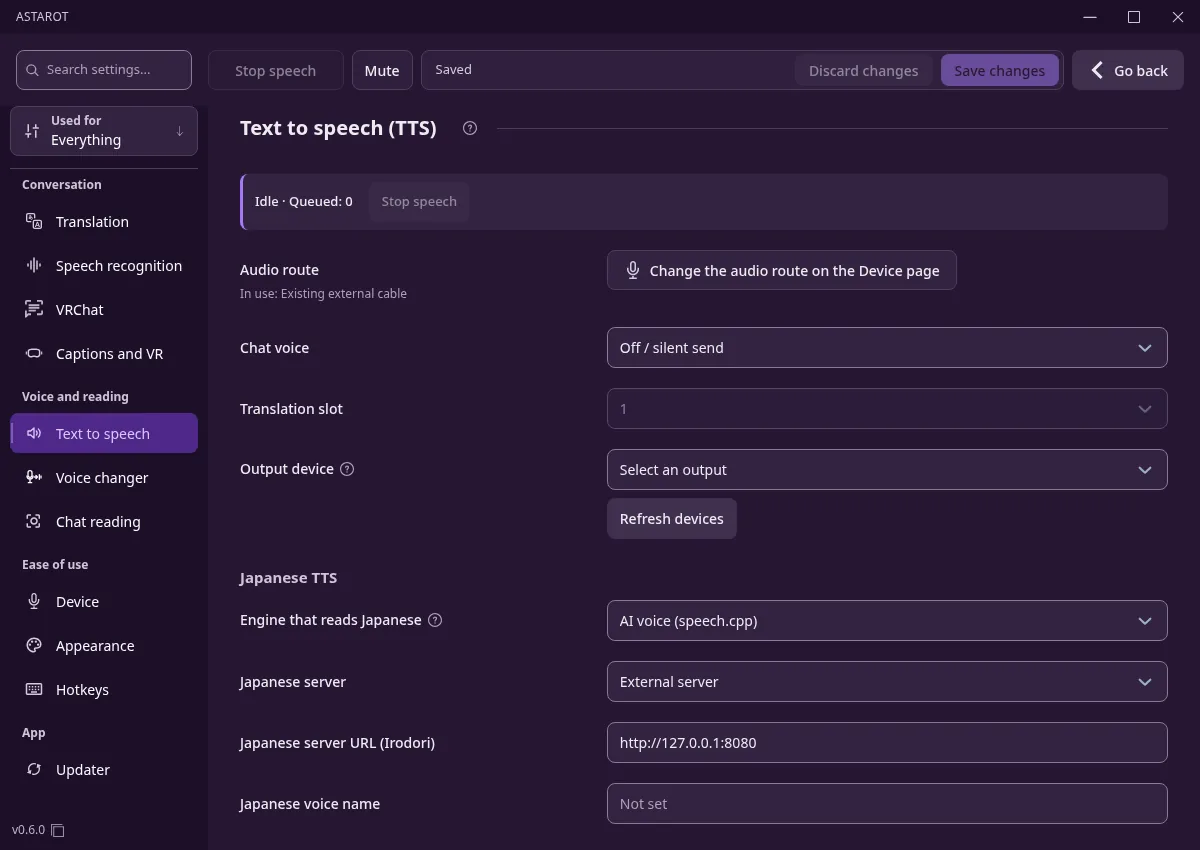 ASTAROT
Search settings...
Stop speech
Mute
Saved
Discard changes
Save changes
Go back
Used for
Everything
Conversation
Translation
Speech recognition
VRChat
Captions and VR
Voice and reading
Text to speech
Voice changer
Chat reading
Ease of use
Device
Appearance
Hotkeys
App
Updater
v0.6.0
Text to speech (TTS)
Idle · Queued: 0
Stop speech
Audio route
In use: Existing external cable
Change the audio route on the Device page
Chat voice
Off / silent send
Translation slot
1
Output device
Select an output
Refresh devices
Japanese TTS
Engine that reads Japanese
AI voice (speech.cpp)
Japanese server
External server
Japanese server URL (Irodori)
http://127.0.0.1:8080
Japanese voice name
Not set